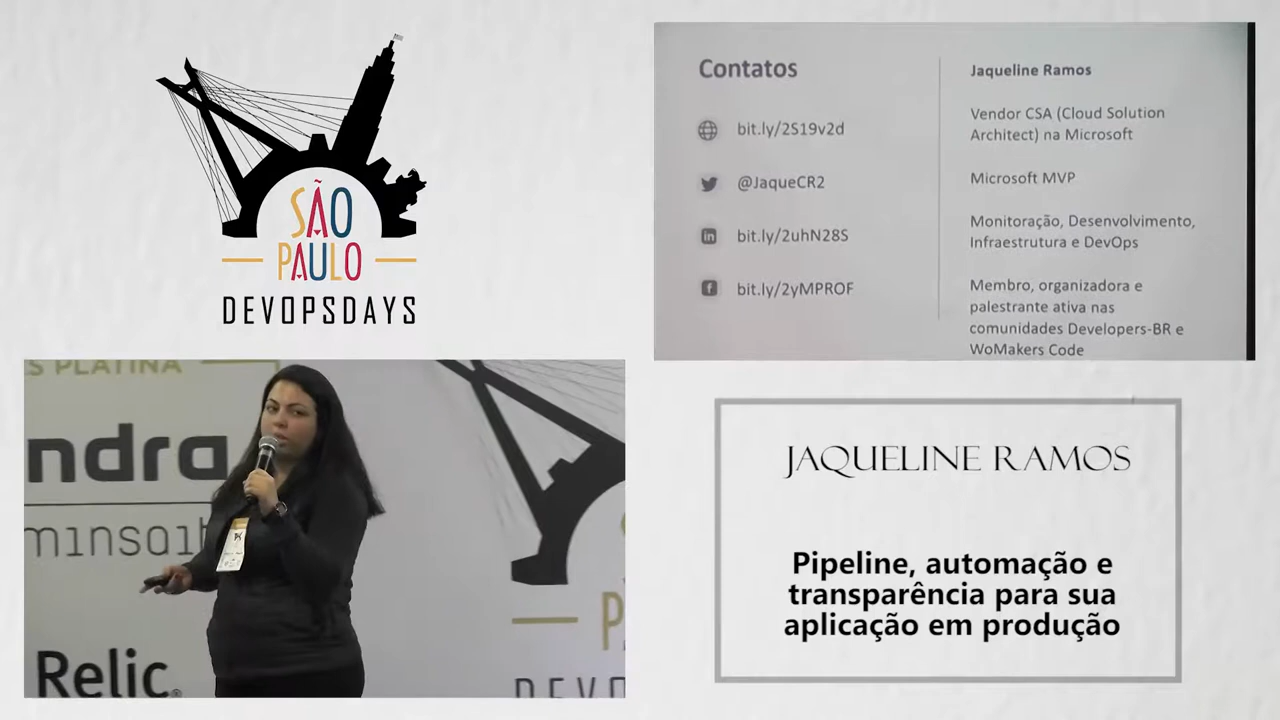 SÃO
PAULO
DEVOPSDAYS
Contatos
bit.ly/2S19v2d
@JaqueCR2
bit.ly/2uhN28S
bit.ly/2yMPROF
Jaqueline Ramos
Vendor CSA (Cloud Solution
Architect) na Microsoft
Microsoft MVP
Monitoração, Desenvolvimento,
Infraestrutura e DevOps
Membro, organizadora e
palestrante ativa nas
comunidades Developers-BR e
WoMakers Code
S PLATINA
ndra
minsait
Relic
P
DEVOP
JAQUELINE RAMOS
Pipeline, automação e
transparência para sua
aplicação em produção